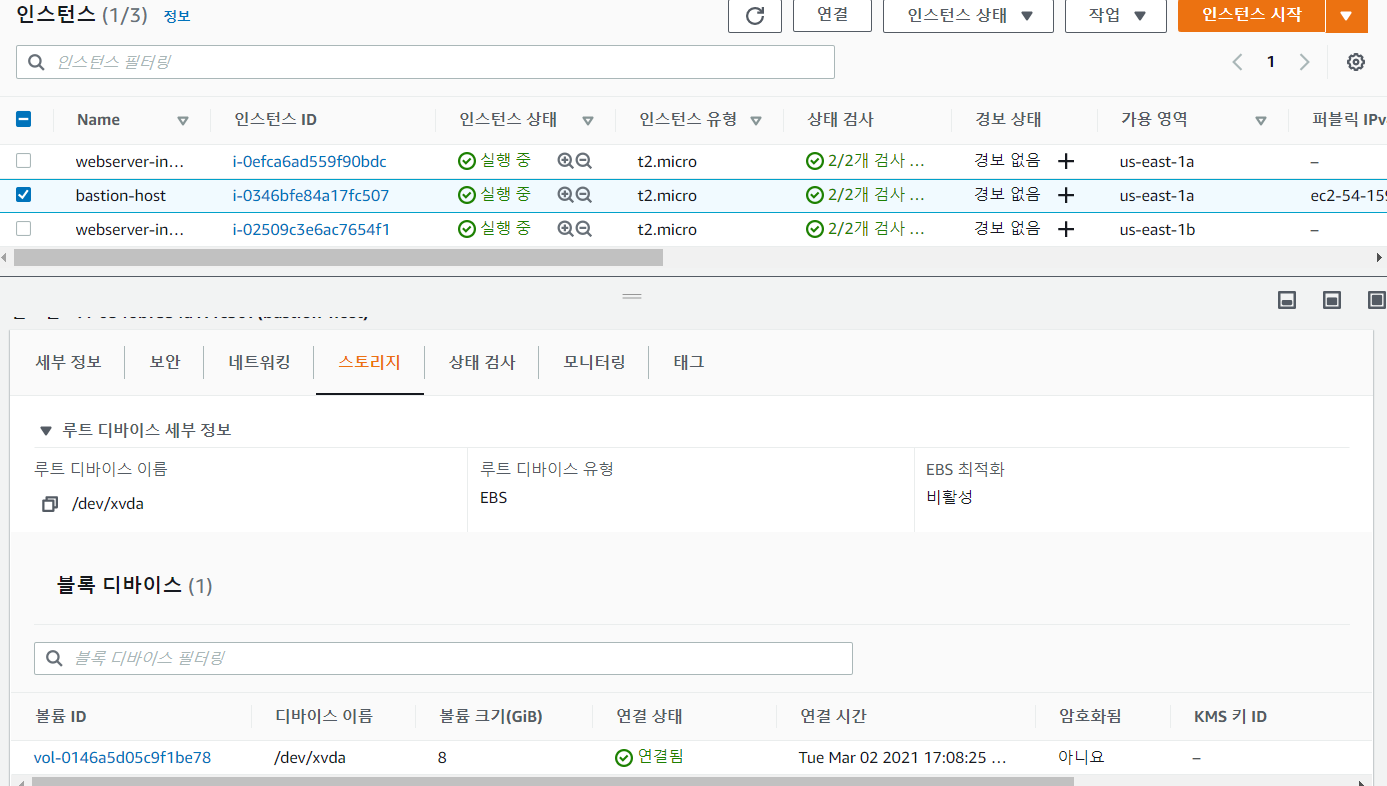 인스턴스 (1/3) 정보 연결 인스턴스 상태 작업 인스턴스 시작
인스턴스 필터링 1
Name 인스턴스 ID 인스턴스 상태 인스턴스 유형 상태 검사 경보 상태 가용 영역 퍼블릭 IPv
webserver-in… i-0efca6ad559f90bdc 실행 중 t2.micro 2/2개 검사 … 경보 없음 us-east-1a –
bastion-host i-0346bfe84a17fc507 실행 중 t2.micro 2/2개 검사 … 경보 없음 us-east-1a ec2-54-159
webserver-in… i-02509c3e6ac7654f1 실행 중 t2.micro 2/2개 검사 … 경보 없음 us-east-1b –
세부 정보 보안 네트워킹 스토리지 상태 검사 모니터링 태그
루트 디바이스 세부 정보
루트 디바이스 이름 루트 디바이스 유형 EBS 최적화
/dev/xvda EBS 비활성
블록 디바이스 (1)
블록 디바이스 필터링
볼륨 ID 디바이스 이름 볼륨 크기(GiB) 연결 상태 연결 시간 암호화됨 KMS 키 ID
vol-0146a5d05c9f1be78 /dev/xvda 8 연결됨 Tue Mar 02 2021 17:08:25 … 아니요 –